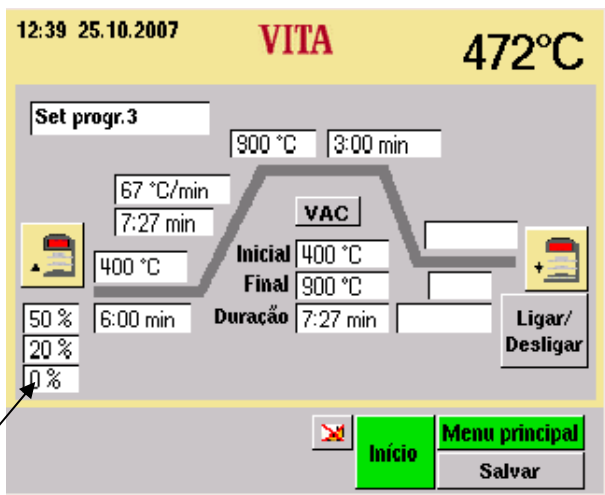 12:39 25.10.2007
VITA
472°C
Set progr.3
900 °C
3:00 min
67 °C/min
7:27 min
VAC
400 °C
Inicial 400 °C
Final 900 °C
50 %
6:00 min
Duração 7:27 min
Ligar/
Desligar
20 %
0 %
Início
Menu principal
Salvar